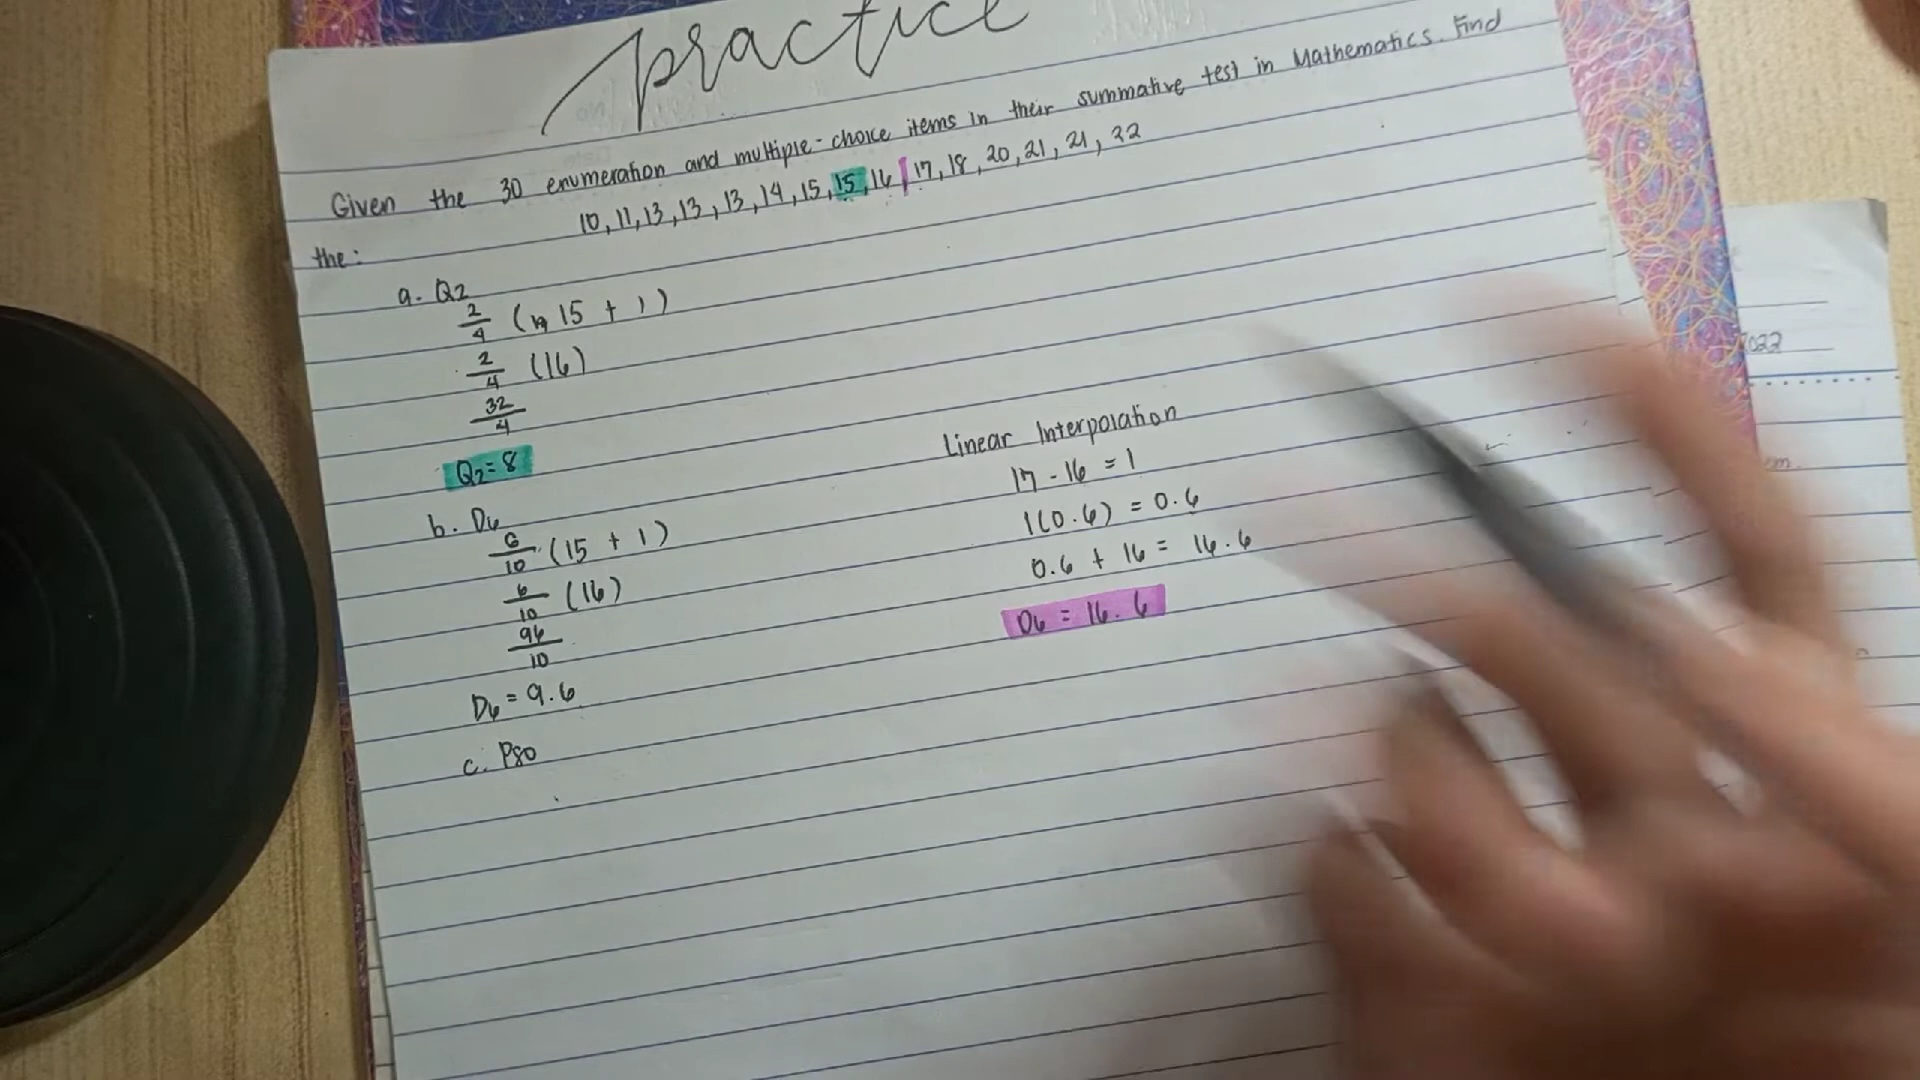 practice
Given the 30 enumeration and multiple-choice items in their summative test in Mathematics. Find
10, 11, 13, 13, 13, 14, 15, 15, 16, 17, 18, 20, 21, 21, 22
the:
a. Q2
2/4 (15 + 1)
2/4 (16)
32/4
Q2 = 8
b. D6
6/10 (15 + 1)
6/10 (16)
96/10
D6 = 9.6
c. P80
Linear Interpolation
17 - 16 = 1
1(0.6) = 0.6
0.6 + 16 = 16.6
D6 = 16.6
2022